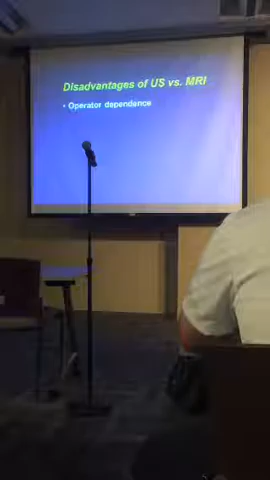 Disadvantages of US vs. MRI
• Operator dependence